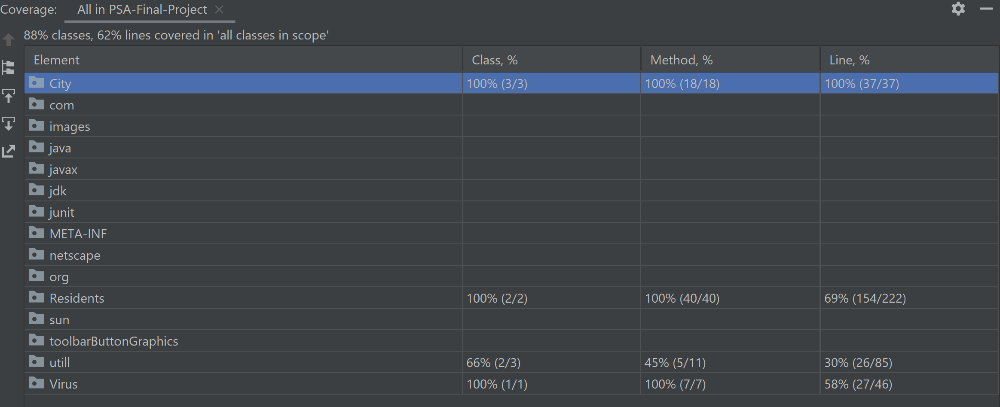 Coverage: All in PSA-Final-Project
88% classes, 62% lines covered in 'all classes in scope'
Element Class, % Method, % Line, %
City 100% (3/3) 100% (18/18) 100% (37/37)
com
images
java
javax
jdk
junit
META-INF
netscape
org
Residents 100% (2/2) 100% (40/40) 69% (154/222)
sun
toolbarButtonGraphics
utill 66% (2/3) 45% (5/11) 30% (26/85)
Virus 100% (1/1) 100% (7/7) 58% (27/46)